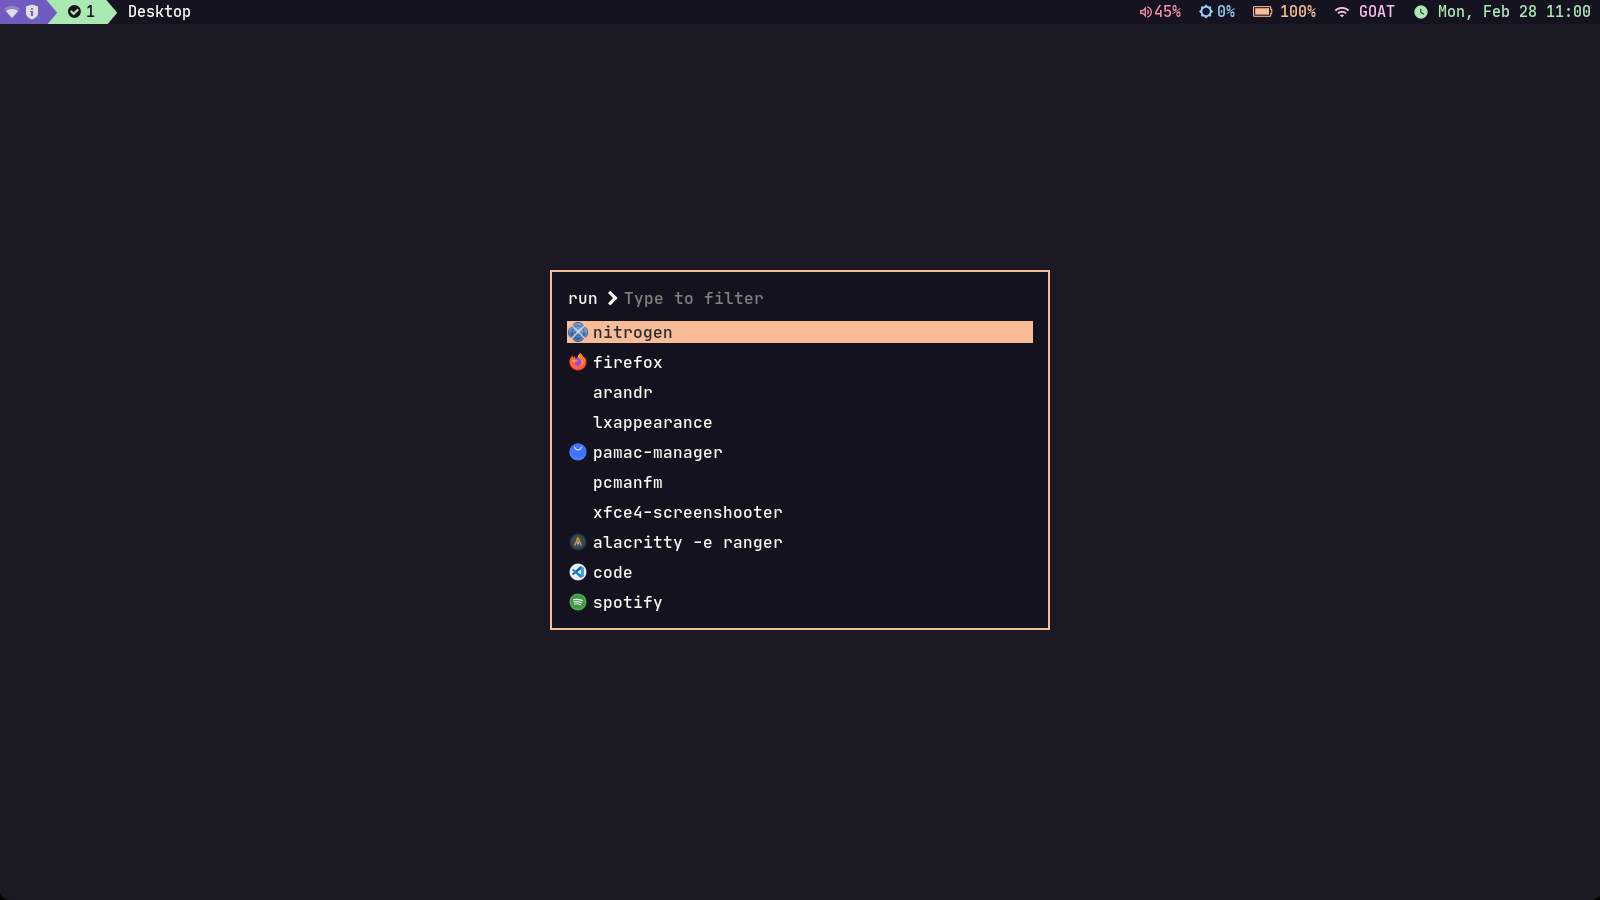 1 Desktop 45% 0% 100% GOAT Mon, Feb 28 11:00
run Type to filter
nitrogen
firefox
arandr
lxappearance
pamac-manager
pcmanfm
xfce4-screenshooter
alacritty -e ranger
code
spotify